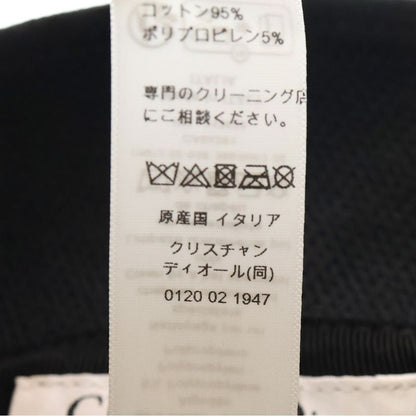 コットン95%
ポリプロピレン5%
専門のクリーニング店
にご相談ください。
原産国 イタリア
クリスチャン
ディオール(同)
0120 02 1947